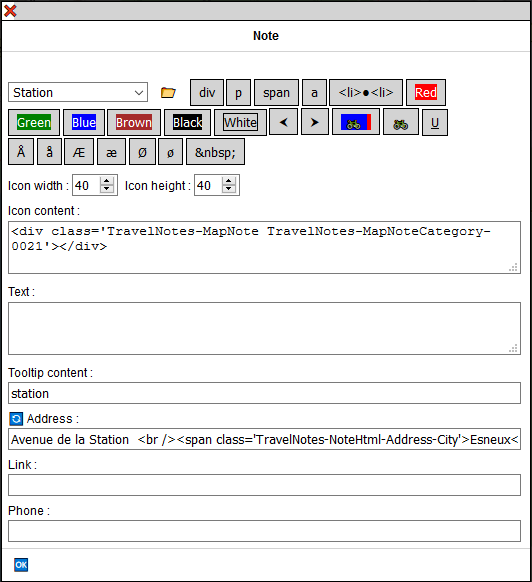 Note
Station div p span a <li>●<li> Red
Green Blue Brown Black White ⮜ ⮞ U
Å å Æ æ Ø ø &nbsp;
Icon width : 40 Icon height : 40
Icon content :
<div class='TravelNotes-MapNote TravelNotes-MapNoteCategory-
0021'></div>
Text :
Tooltip content :
station
Address :
Avenue de la Station <br /><span class='TravelNotes-NoteHtml-Address-City'>Esneux<
Link :
Phone :
OK